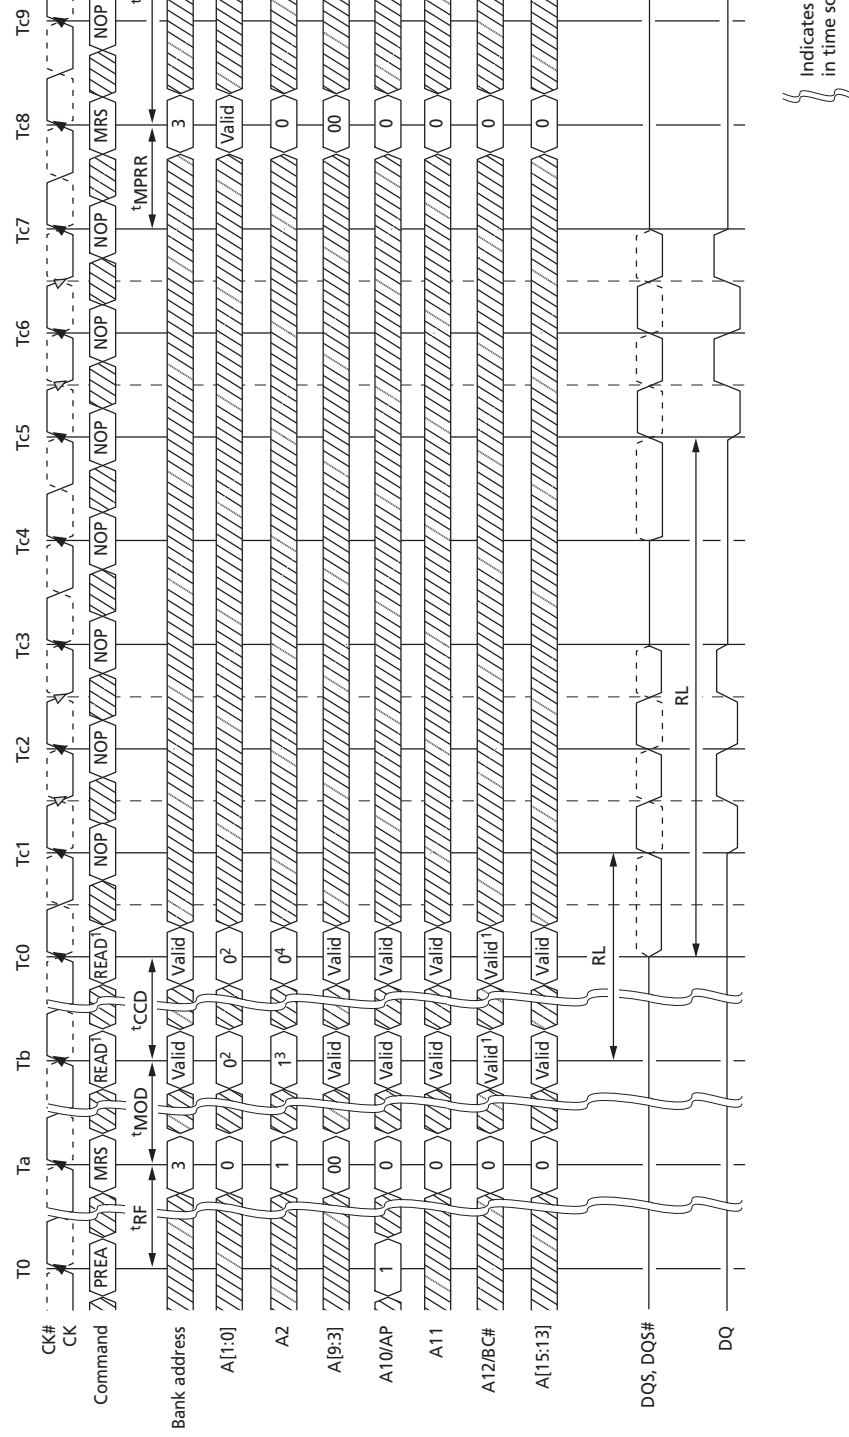 T0 Ta Tb Tc0 Tc1 Tc2 Tc3 Tc4 Tc5 Tc6 Tc7 Tc8 Tc9
CK#
CK
Command PREA MRS READ¹ READ¹ NOP NOP NOP NOP NOP NOP NOP MRS NOP
tRF tMOD tCCD tMPRR t
Bank address 3 Valid Valid 3
A[1:0] 0 0² 0² Valid
A2 1 1³ 0⁴ 0
A[9:3] 00 Valid Valid 00
A10/AP 1 0 Valid Valid 0
A11 0 Valid Valid 0
A12/BC# 0 Valid¹ Valid¹ 0
A[15:13] 0 Valid Valid 0
RL
DQS, DQS#
RL
DQ
Indicates
in time sc